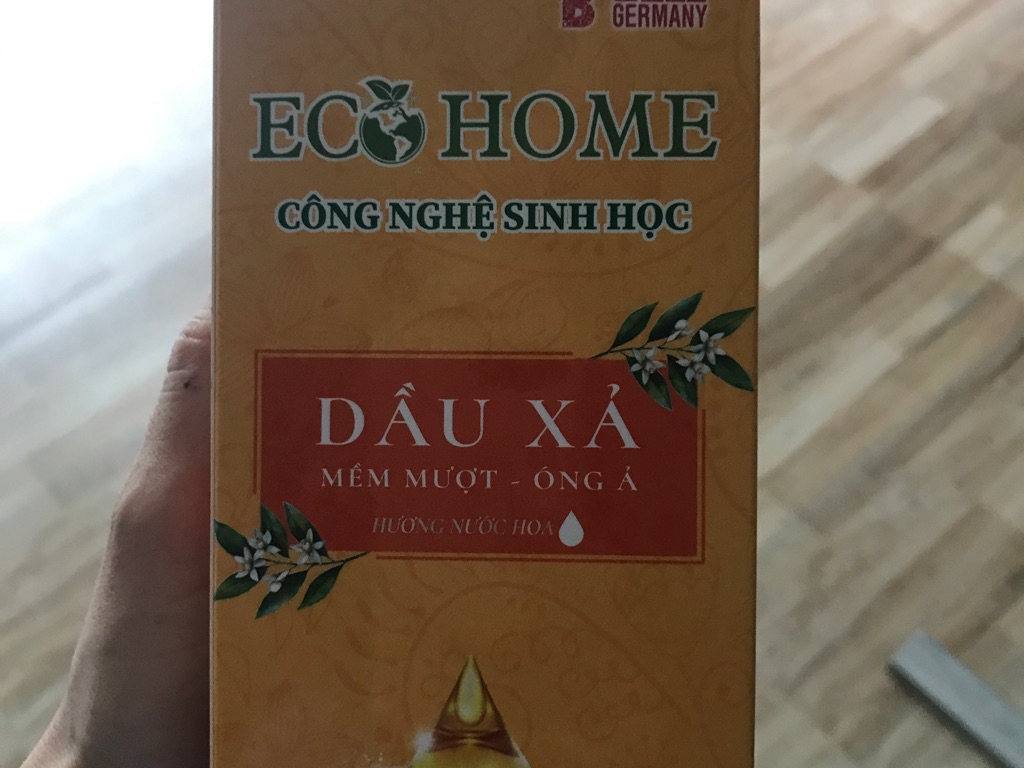 GERMANY
ECO HOME
CÔNG NGHỆ SINH HỌC
DẦU XẢ
MỀM MƯỢT - ÓNG Ả
HƯƠNG NƯỚC HOA